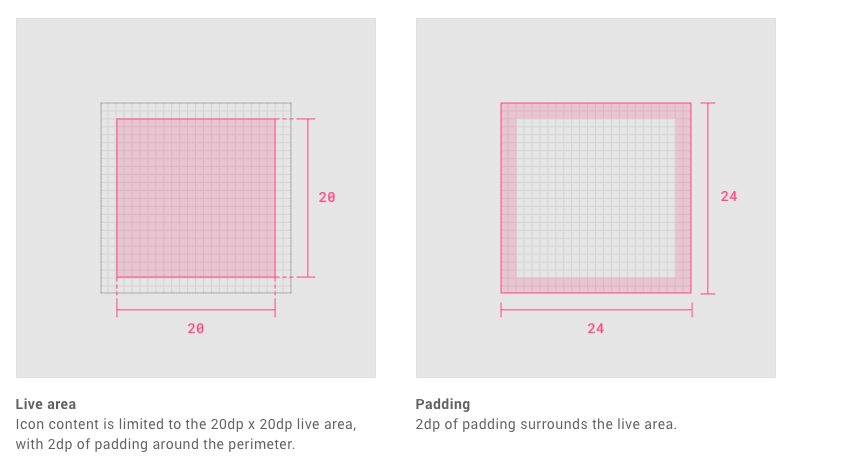 20
20
24
24
Live area
Icon content is limited to the 20dp x 20dp live area,
with 2dp of padding around the perimeter.
Padding
2dp of padding surrounds the live area.